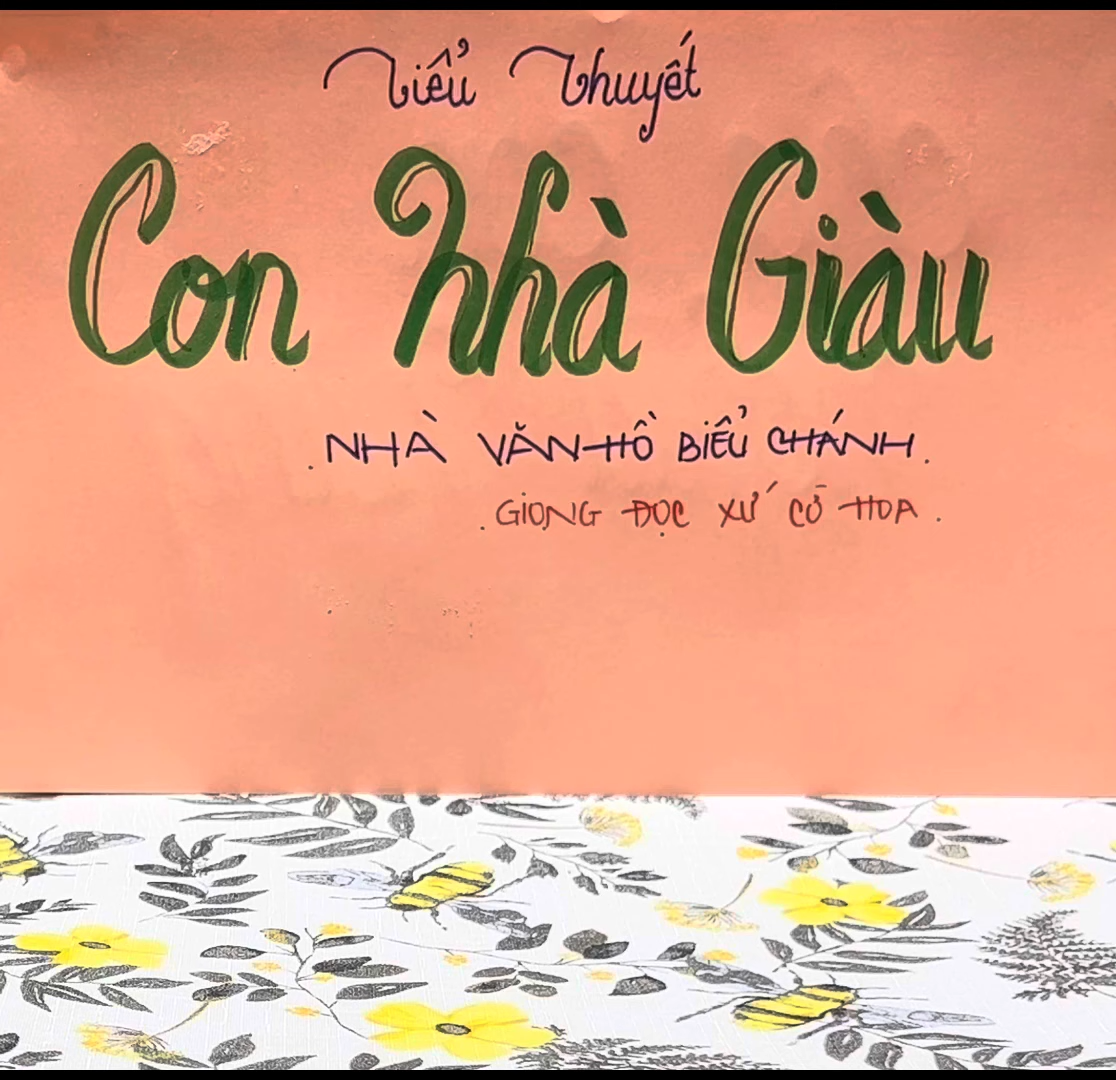 Tiểu Thuyết
Con Nhà Giàu
.NHÀ VĂN HỒ BIỂU CHÁNH.
.GIỌNG ĐỌC XỨ CỎ HOA.